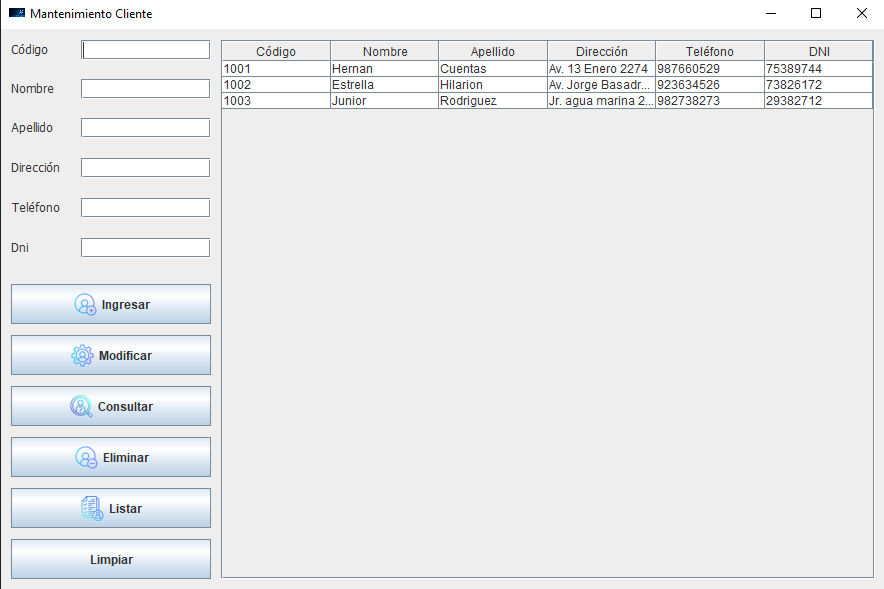 Mantenimiento Cliente
Código
Nombre
Apellido
Dirección
Teléfono
Dni
Ingresar
Modificar
Consultar
Eliminar
Listar
Limpiar
Código Nombre Apellido Dirección Teléfono DNI
1001 Hernan Cuentas Av. 13 Enero 2274 987660529 75389744
1002 Estrella Hilarion Av. Jorge Basadr... 923634526 73826172
1003 Junior Rodriguez Jr. agua marina 2... 982738273 29382712